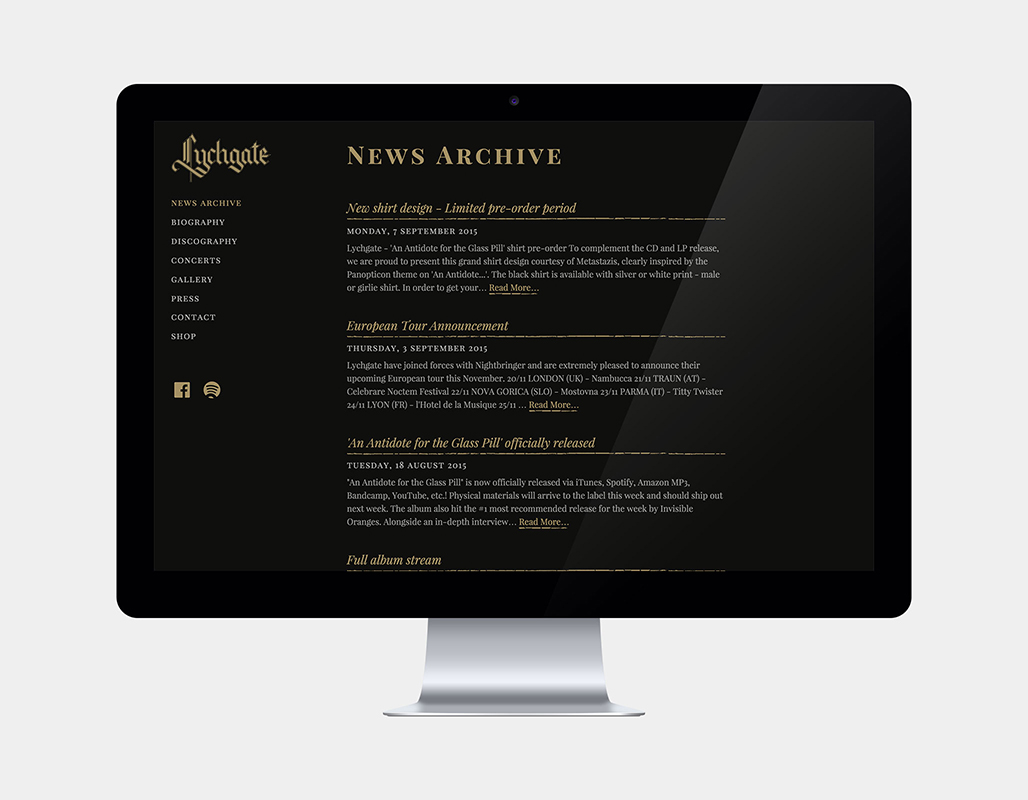 Lychgate
NEWS ARCHIVE
BIOGRAPHY
DISCOGRAPHY
CONCERTS
GALLERY
PRESS
CONTACT
SHOP
News Archive
New shirt design – Limited pre-order period
MONDAY, 7 SEPTEMBER 2015
Lychgate - 'An Antidote for the Glass Pill' shirt pre-order To complement the CD and LP release,
we are proud to present this grand shirt design courtesy of Metastazis, clearly inspired by the
Panopticon theme on 'An Antidote...'. The black shirt is available with silver or white print - male
or girlie shirt. In order to get your… Read More…
European Tour Announcement
THURSDAY, 3 SEPTEMBER 2015
Lychgate have joined forces with Nightbringer and are extremely pleased to announce their
upcoming European tour this November. 20/11 LONDON (UK) - Nambucca 21/11 TRAUN (AT) -
Celebrare Noctem Festival 22/11 NOVA GORICA (SLO) - Mostovna 23/11 PARMA (IT) - Titty Twister
24/11 LYON (FR) - l'Hotel de la Musique 25/11 … Read More…
'An Antidote for the Glass Pill' officially released
TUESDAY, 18 AUGUST 2015
"An Antidote for the Glass Pill" is now officially released via iTunes, Spotify, Amazon MP3,
Bandcamp, YouTube, etc.! Physical materials will arrive to the label this week and should ship out
next week. The album also hit the #1 most recommended release for the week by Invisible
Oranges. Alongside an in-depth interview… Read More…
Full album stream